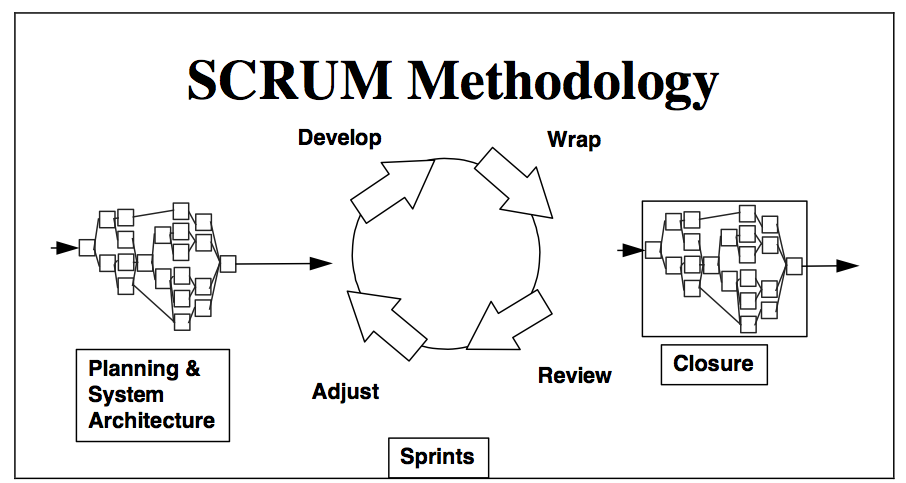 SCRUM Methodology
Develop
Wrap
Planning &
System
Architecture
Adjust
Review
Closure
Sprints